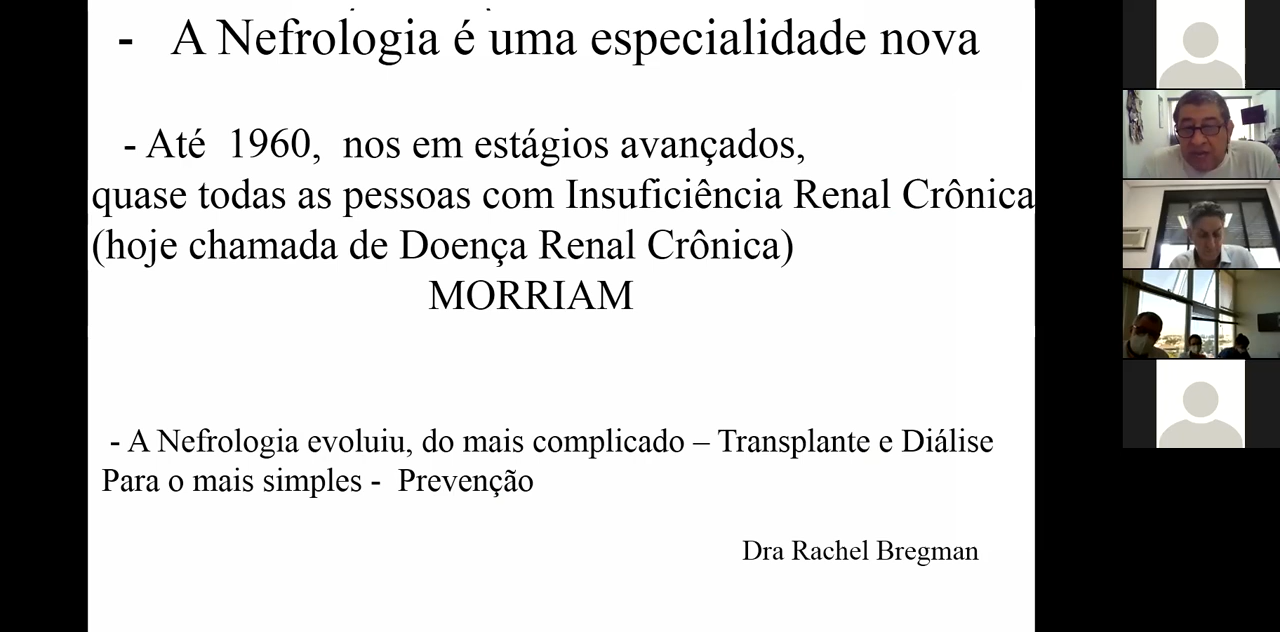 - A Nefrologia é uma especialidade nova
- Até 1960, nos em estágios avançados,
quase todas as pessoas com Insuficiência Renal Crônica
(hoje chamada de Doença Renal Crônica)
MORRIAM
- A Nefrologia evoluiu, do mais complicado – Transplante e Diálise
Para o mais simples - Prevenção
Dra Rachel Bregman